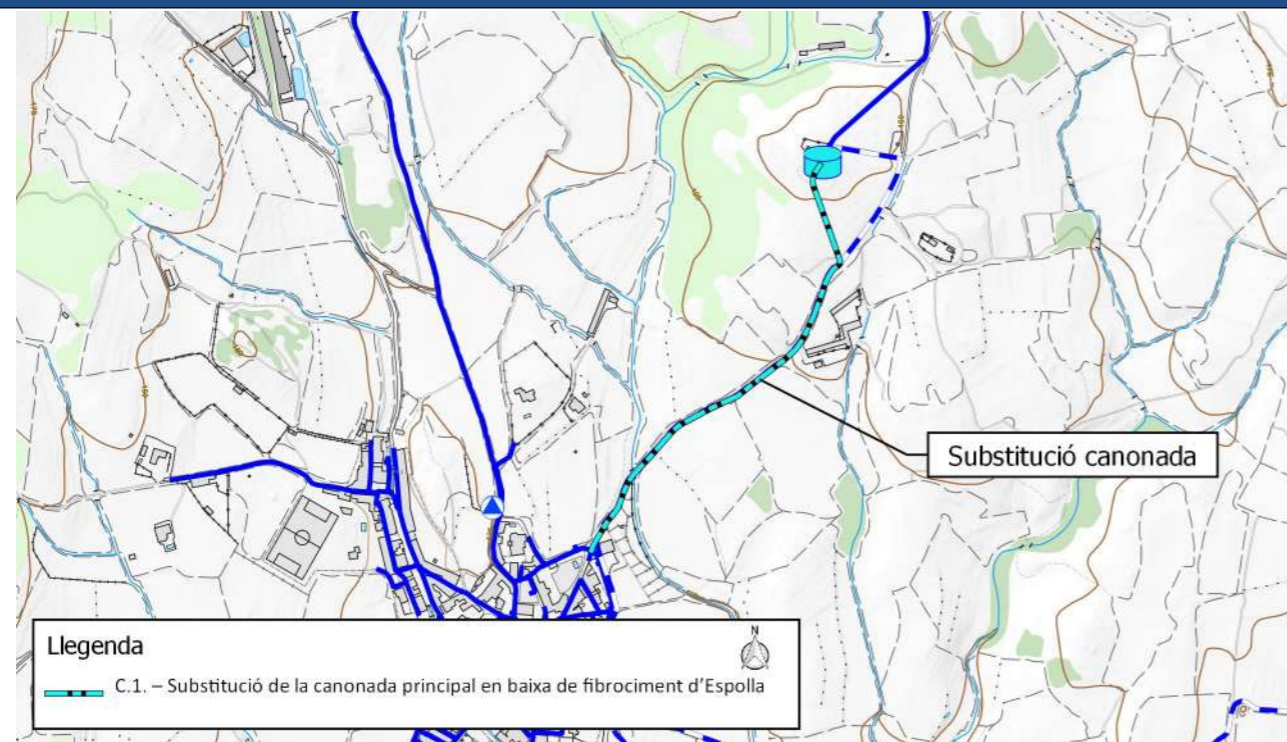 Substitució canonada
Llegenda
N
C.1. – Substitució de la canonada principal en baixa de fibrociment d’Espolla